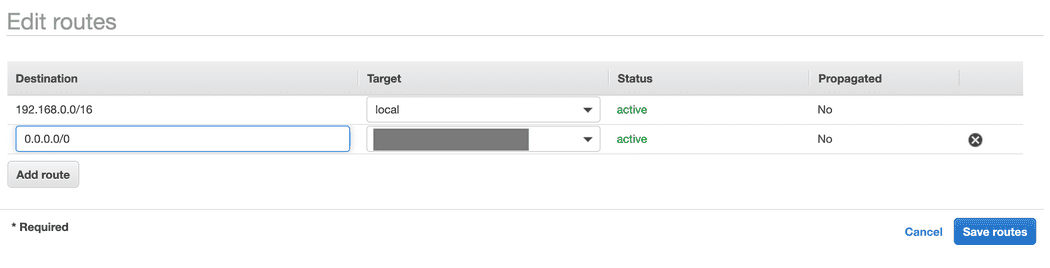 Edit routes
Destination Target Status Propagated
192.168.0.0/16 local active No
0.0.0.0/0 active No
Add route
* Required
Cancel Save routes